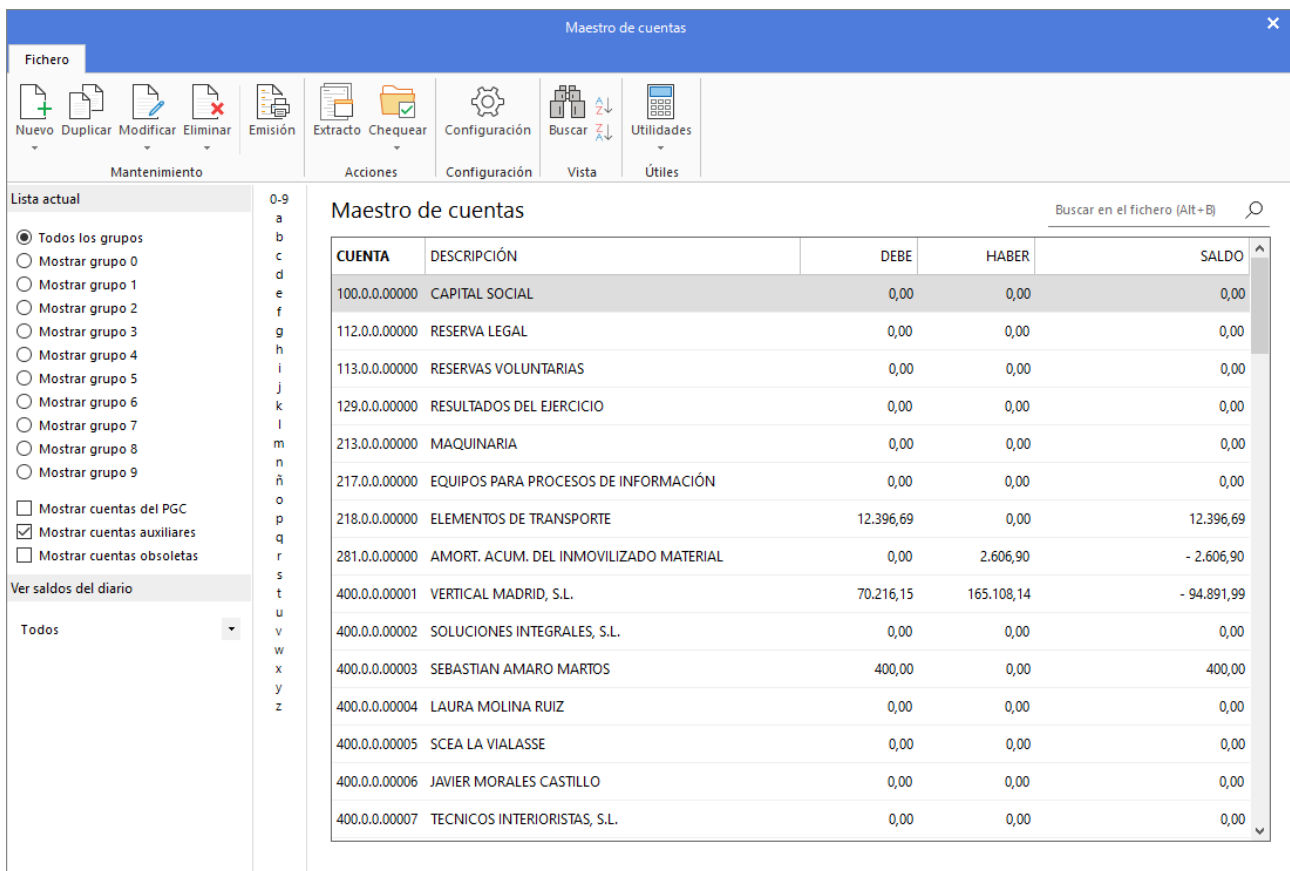 Maestro de cuentas
Fichero
Nuevo Duplicar Modificar Eliminar Emisión Extracto Chequear Configuración Buscar Utilidades
Mantenimiento Acciones Configuración Vista Útiles
Lista actual
Todos los grupos
Mostrar grupo 0
Mostrar grupo 1
Mostrar grupo 2
Mostrar grupo 3
Mostrar grupo 4
Mostrar grupo 5
Mostrar grupo 6
Mostrar grupo 7
Mostrar grupo 8
Mostrar grupo 9
Mostrar cuentas del PGC
Mostrar cuentas auxiliares
Mostrar cuentas obsoletas
Ver saldos del diario
Todos
0-9
a
b
c
d
e
f
g
h
i
j
k
l
m
n
ñ
o
p
q
r
s
t
u
v
w
x
y
z
Maestro de cuentas
Buscar en el fichero (Alt+B)
CUENTA DESCRIPCIÓN DEBE HABER SALDO
100.0.0.00000 CAPITAL SOCIAL 0,00 0,00 0,00
112.0.0.00000 RESERVA LEGAL 0,00 0,00 0,00
113.0.0.00000 RESERVAS VOLUNTARIAS 0,00 0,00 0,00
129.0.0.00000 RESULTADOS DEL EJERCICIO 0,00 0,00 0,00
213.0.0.00000 MAQUINARIA 0,00 0,00 0,00
217.0.0.00000 EQUIPOS PARA PROCESOS DE INFORMACIÓN 0,00 0,00 0,00
218.0.0.00000 ELEMENTOS DE TRANSPORTE 12.396,69 0,00 12.396,69
281.0.0.00000 AMORT. ACUM. DEL INMOVILIZADO MATERIAL 0,00 2.606,90 - 2.606,90
400.0.0.00001 VERTICAL MADRID, S.L. 70.216,15 165.108,14 - 94.891,99
400.0.0.00002 SOLUCIONES INTEGRALES, S.L. 0,00 0,00 0,00
400.0.0.00003 SEBASTIAN AMARO MARTOS 400,00 0,00 400,00
400.0.0.00004 LAURA MOLINA RUIZ 0,00 0,00 0,00
400.0.0.00005 SCEA LA VIALASSE 0,00 0,00 0,00
400.0.0.00006 JAVIER MORALES CASTILLO 0,00 0,00 0,00
400.0.0.00007 TECNICOS INTERIORISTAS, S.L. 0,00 0,00 0,00